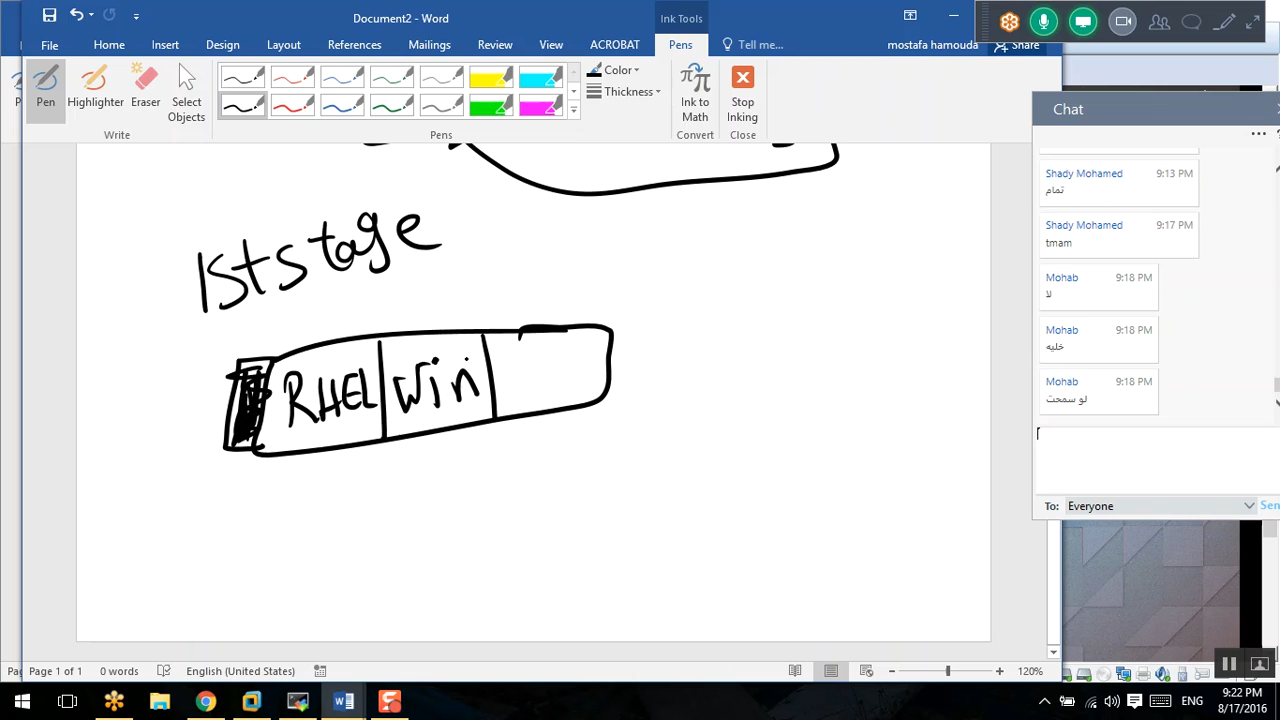 Document2 - Word
Ink Tools
File
Home
Insert
Design
Layout
References
Mailings
Review
View
ACROBAT
Pens
Tell me...
mostafa hamouda
Share
Pen
Highlighter
Eraser
Select
Objects
Color
Thickness
Ink to
Math
Stop
Inking
Write
Pens
Convert
Close
1st stage
RHEL
Win
Chat
Shady Mohamed 9:13 PM
تمام
Shady Mohamed 9:17 PM
tmam
Mohab 9:18 PM
لا
Mohab 9:18 PM
خليه
Mohab 9:18 PM
لو سمحت
To: Everyone
Sen
Page 1 of 1
0 words
English (United States)
120%
ENG
9:22 PM
8/17/2016